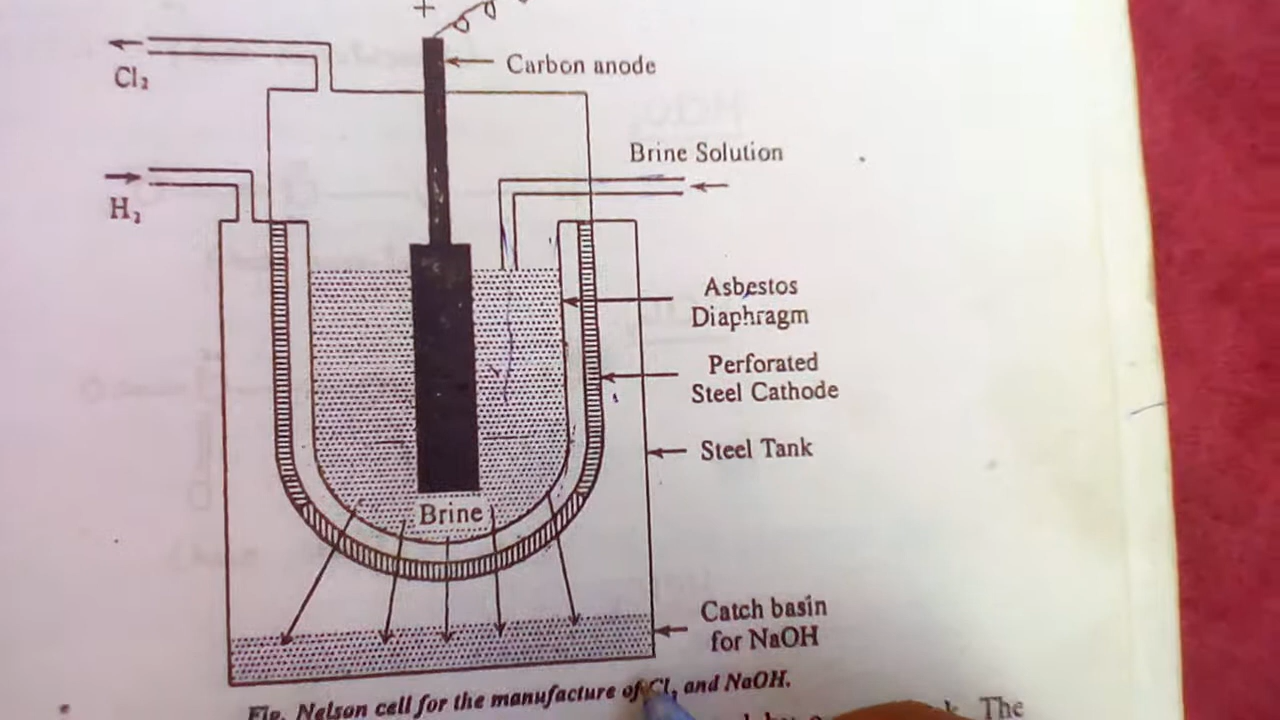 +
Carbon anode
Cl₂
Brine Solution
H₂
Asbestos
Diaphragm
Perforated
Steel Cathode
Steel Tank
Brine
Catch basin
for NaOH
Fig. Nelson cell for the manufacture of Cl₂ and NaOH.
The